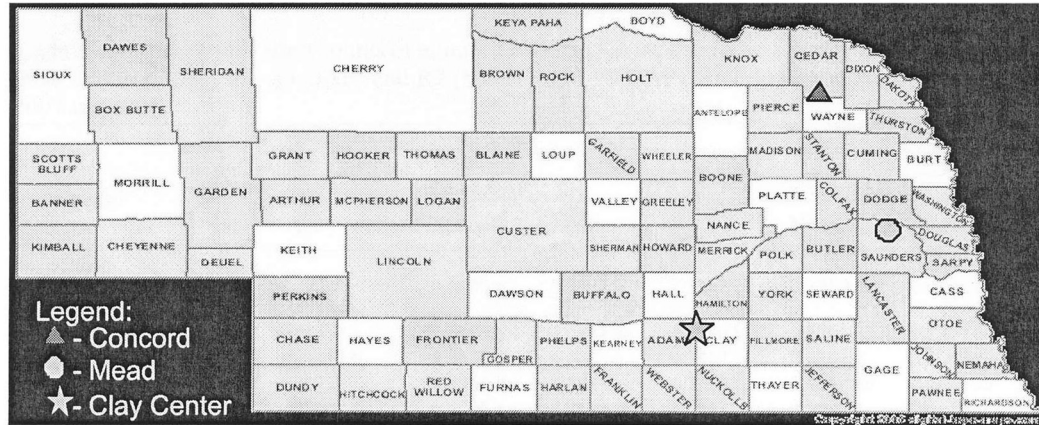 KEYA PAHA BOYD
DAWES
SIOUX SHERIDAN CHERRY BROWN ROCK HOLT KNOX CEDAR DIXON DAKOTA
BOX BUTTE ANTELOPE PIERCE WAYNE THURSTON
SCOTTS BLUFF MORRILL GARDEN GRANT HOOKER THOMAS BLAINE LOUP GARFIELD WHEELER BOONE MADISON STANTON CUMING BURT
BANNER ARTHUR MCPHERSON LOGAN CUSTER VALLEY GREELEY NANCE PLATTE COLFAX DODGE WASHINGTON
KIMBALL CHEYENNE DEUEL KEITH LINCOLN SHERMAN HOWARD MERRICK POLK BUTLER SAUNDERS DOUGLAS SARPY
PERKINS DAWSON BUFFALO HALL HAMILTON YORK SEWARD LANCASTER CASS
Legend:
- Concord
- Mead
- Clay Center
CHASE HAYES FRONTIER GOSPER PHELPS KEARNEY ADAM CLAY FILLMORE SALINE OTOE
DUNDY HITCHCOCK RED WILLOW FURNAS HARLAN FRANKLIN WEBSTER NUCKOLLS THAYER JEFFERSON GAGE JOHNSON NEMAHA PAWNEE RICHARDSON